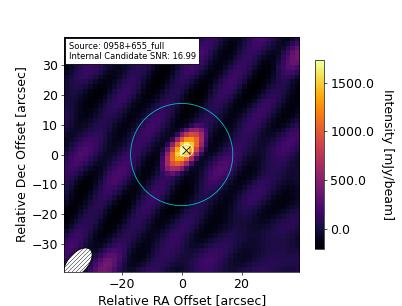 Source: 0958+655_full
Internal Candidate SNR: 16.99
30
20
10
0
−10
−20
−30
Relative Dec Offset [arcsec]
−20
0
20
Relative RA Offset [arcsec]
1500.0
1000.0
500.0
0.0
Intensity [mJy/beam]